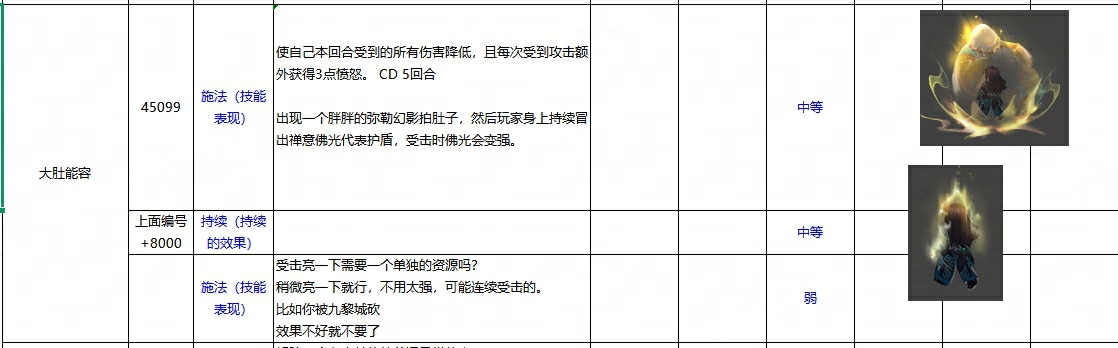 大肚能容
45099
施法（技能
表现）
使自己本回合受到的所有伤害降低，且每次受到攻击额
外获得3点愤怒。 CD 5回合
出现一个胖胖的弥勒幻影拍肚子，然后玩家身上持续冒
出禅意佛光代表护盾，受击时佛光会变强。
中等
上面编号
+8000
持续（持续
的效果）
中等
施法（技能
表现）
受击亮一下需要一个单独的资源吗？
稍微亮一下就行，不用太强，可能连续受击的。
比如你被九黎城砍
效果不好就不要了
弱